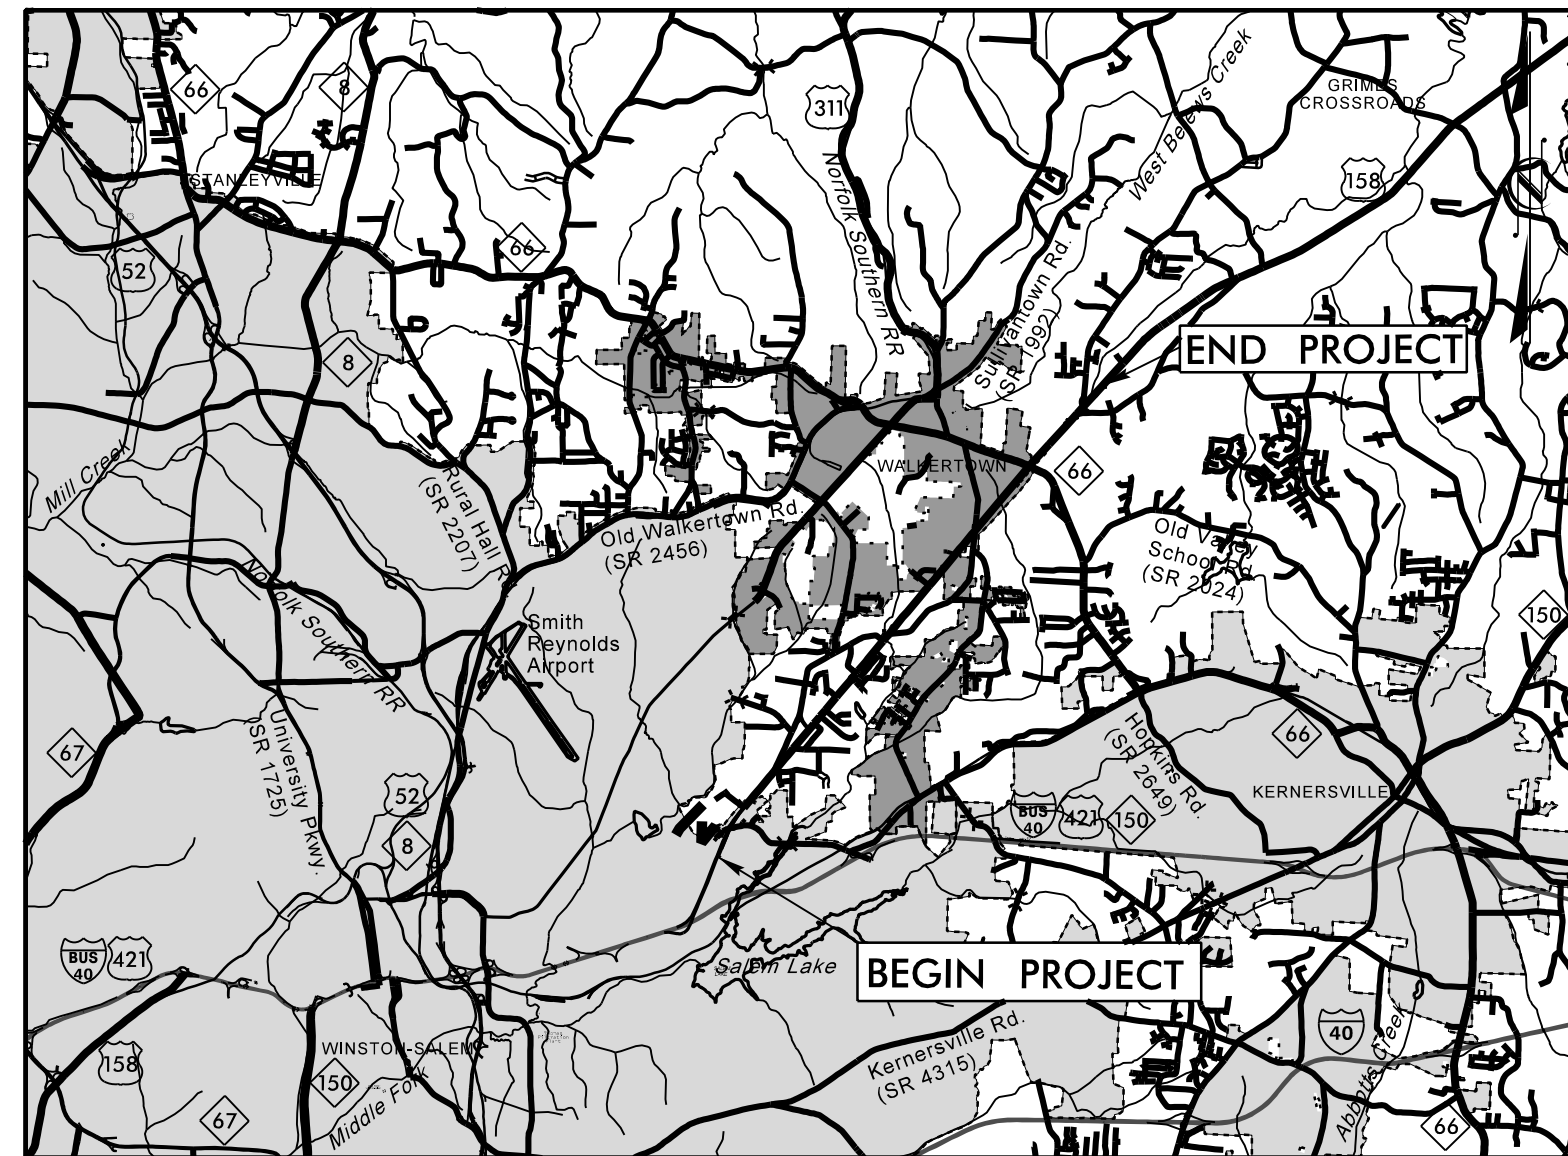 66
8
311
GRIMES
CROSSROADS
West Belews Creek
158
STANLEYVILLE
Norfolk Southern RR
66
52
Sullivantown Rd.
(SR 1992)
END PROJECT
8
Mill Creek
WALKERTOWN
66
Rural Hall R
(SR 2207)
Old Walkertown Rd.
(SR 2456)
Old Valley
School Rd.
(SR 2024)
150
Norfolk Southern RR
Smith
Reynolds
Airport
University Pkwy.
(SR 1725)
67
66
Hopkins Rd.
(SR 2649)
KERNERSVILLE
52
BUS
40
421
150
8
BUS
40
421
Salem Lake
BEGIN PROJECT
Kernersville Rd.
(SR 4315)
40
158
WINSTON-SALEM
150
Middle Fork
67
Abbotts Creek
66